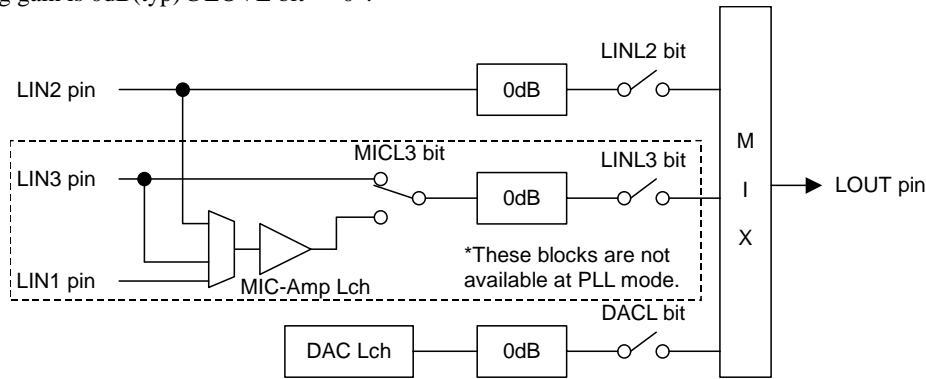 LINL2 bit
LIN2 pin
0dB
MICL3 bit
LINL3 bit
M
LIN3 pin
0dB
I
LOUT pin
X
*These blocks are not
LIN1 pin
available at PLL mode.
MIC-Amp Lch
DACL bit
DAC Lch
0dB